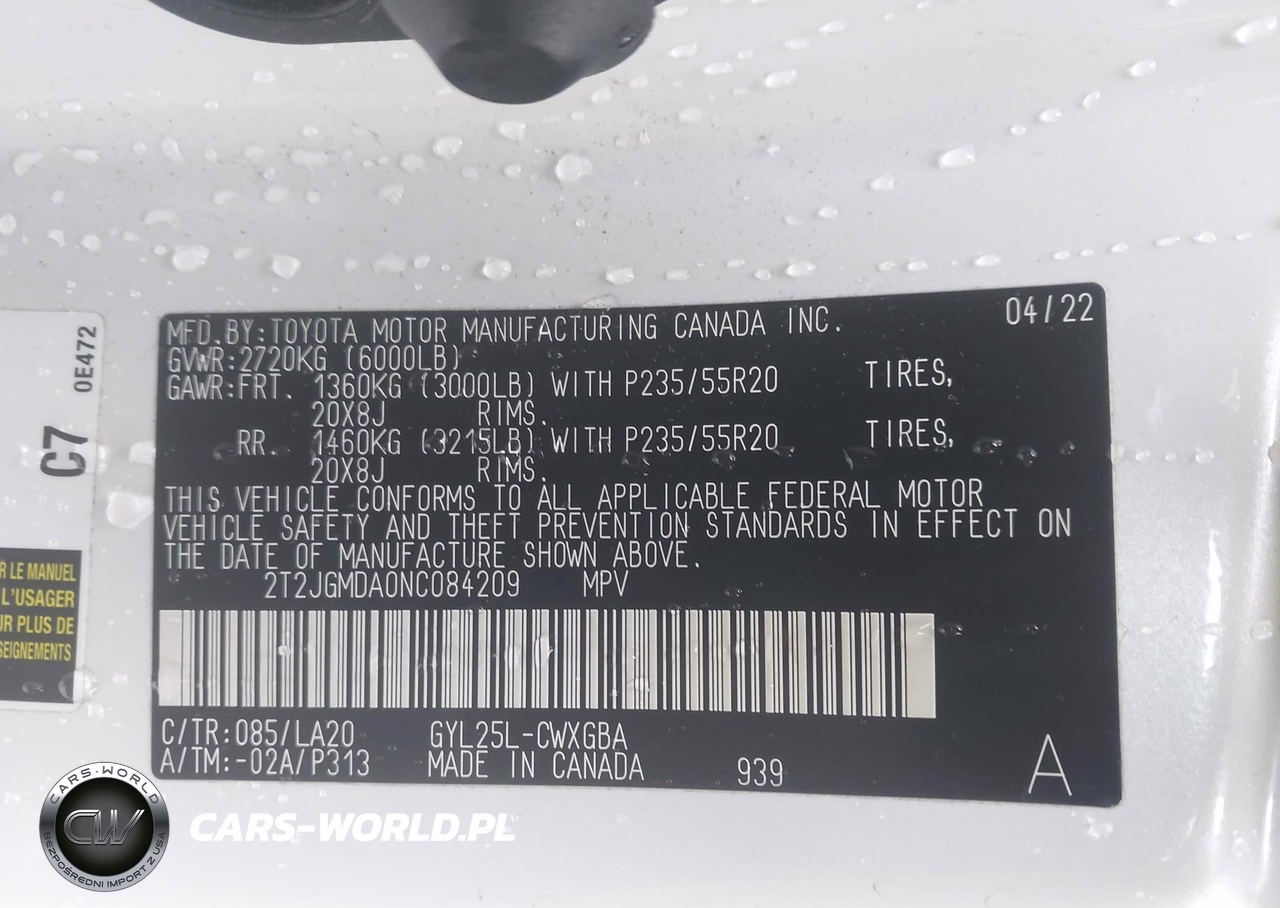 0E472
C7
R LE MANUEL
L'USAGER
UR PLUS DE
SEIGNEMENTS
04/22
MFD.BY:TOYOTA MOTOR MANUFACTURING CANADA INC.
GVWR:2720KG (6000LB)
GAWR:FRT. 1360KG (3000LB) WITH P235/55R20 TIRES,
20X8J RIMS.
RR. 1460KG (3215LB) WITH P235/55R20 TIRES,
20X8J RIMS.
THIS VEHICLE CONFORMS TO ALL APPLICABLE FEDERAL MOTOR
VEHICLE SAFETY AND THEFT PREVENTION STANDARDS IN EFFECT ON
THE DATE OF MANUFACTURE SHOWN ABOVE.
2T2JGMDA0NC084209 MPV
C/TR:085/LA20 GYL25L-CWXGBA
A/TM:-02A/P313 MADE IN CANADA 939 A
CARS-WORLD
CW
BEZPOŚREDNI IMPORT Z USA
CARS-WORLD.PL